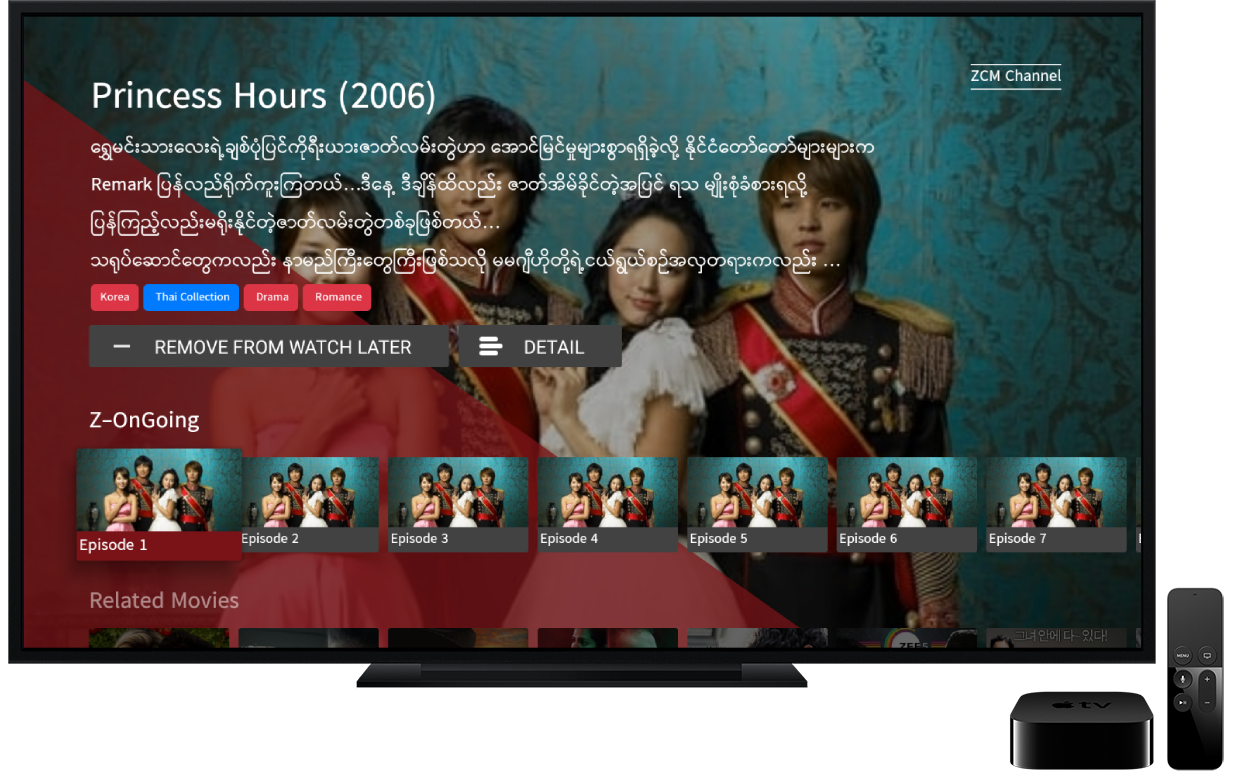 ZCM Channel
Princess Hours (2006)
ရွှေမင်းသားလေးရဲ့ချစ်ပုံပြင်ကိုရီးယားဇာတ်လမ်းတွဲဟာ အောင်မြင်မှုများစွာရရှိခဲ့လို့ နိုင်ငံတော်တော်များများက
Remark ပြန်လည်ရိုက်ကူးကြတယ်...ဒီနေ့ ဒီချိန်ထိလည်း ဇာတ်အိမ်ခိုင်တဲ့အပြင် ရသ မျိုးစုံခံစားရလို့
ပြန်ကြည့်လည်းမရိုးနိုင်တဲ့ဇာတ်လမ်းတွဲတစ်ခုဖြစ်တယ်...
သရုပ်ဆောင်တွေကလည်း နာမည်ကြီးတွေကြီးဖြစ်သလို မမဂျီဟိုတို့ရဲ့ငယ်ရွယ်စဉ်အလှတရားကလည်း ...
Korea Thai Collection Drama Romance
REMOVE FROM WATCH LATER DETAIL
Z-OnGoing
Episode 1 Episode 2 Episode 3 Episode 4 Episode 5 Episode 6 Episode 7
Related Movies
ZEE5 그녀안에 다~있다!
MENU
tv